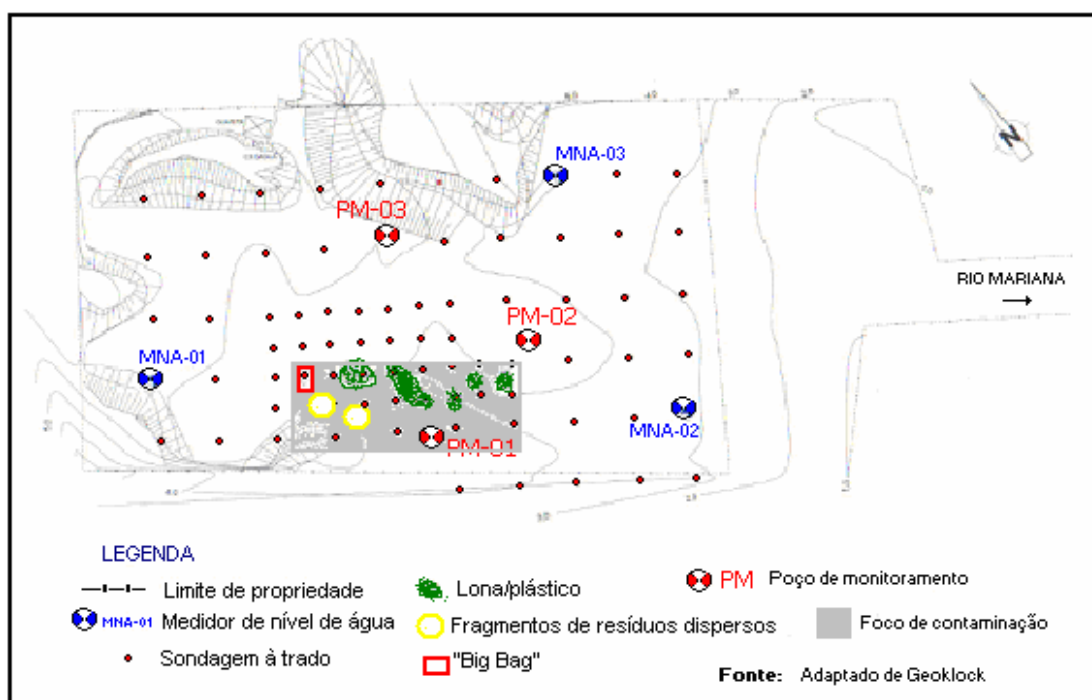 MNA-03
PM-03
N
RIO MARIANA
PM-02
MNA-01
MNA-02
PM-01
LEGENDA
Limite de propriedade
Lona/plástico
PM Poço de monitoramento
MNA-01 Medidor de nível de água
Fragmentos de resíduos dispersos
Foco de contaminação
Sondagem à trado
"Big Bag"
Fonte: Adaptado de Geoklock